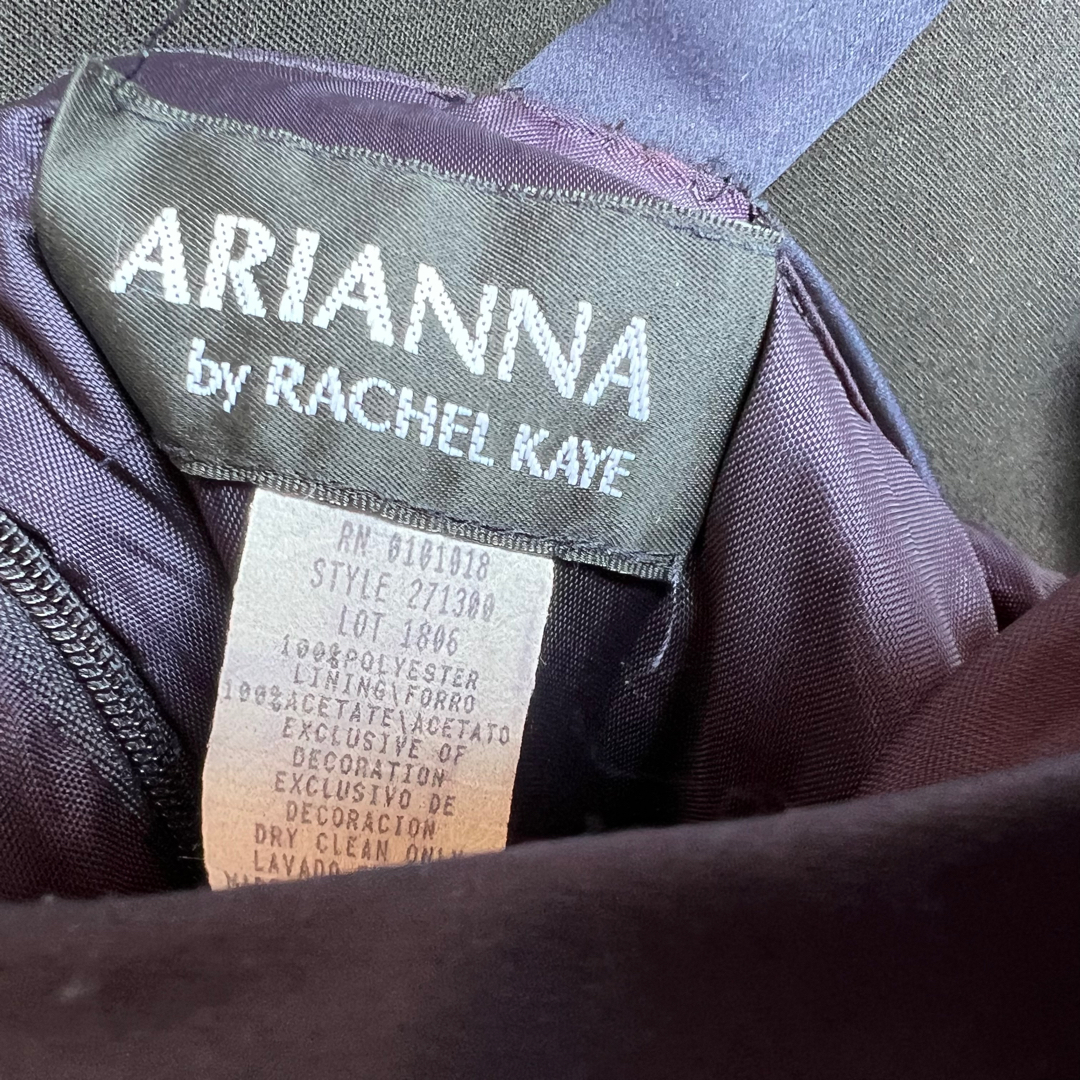 ARIANNA
by RACHEL KAYE
RN 0101018
STYLE 271300
LOT 1806
100%POLYESTER
LINING\FORRO
100%ACETATE\ACETATO
EXCLUSIVE OF
DECORATION
EXCLUSIVO DE
DECORACION
DRY CLEAN ONLY
LAVADO